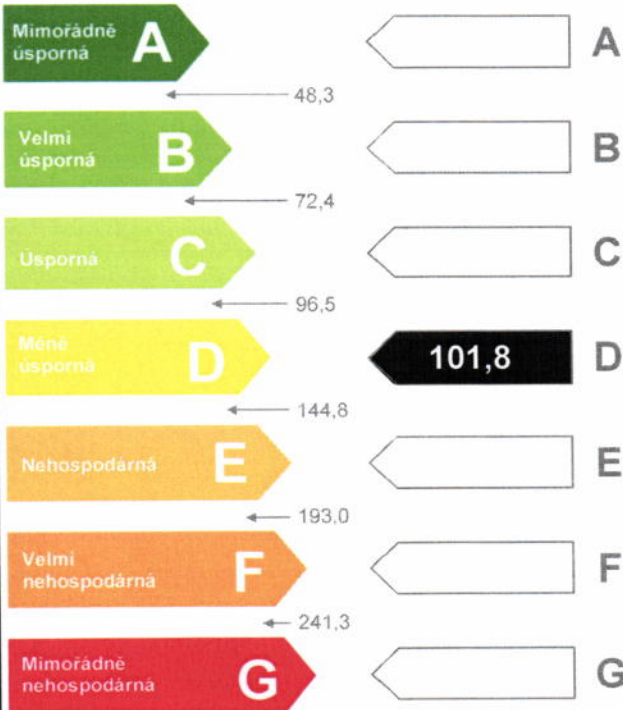 Mimořádně
úsporná A
A
48,3
Velmi
úsporná B
B
72,4
Úsporná C
C
96,5
Méně
úsporná D
101,8 D
144,8
Nehospodárná E
E
193.0
Velmi
nehospodárná F
F
241,3
Mimořádně
nehospodárná G
G